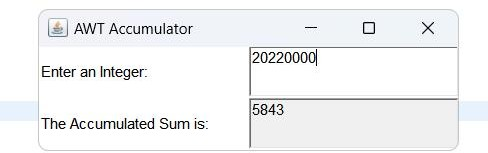 AWT Accumulator
Enter an Integer:
20220000
The Accumulated Sum is:
5843